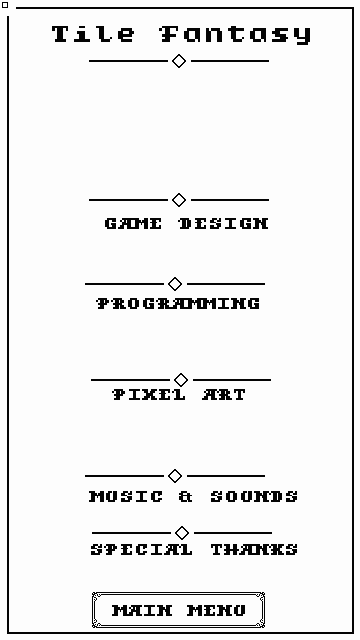 Tile Fantasy
GAME DESIGN
PROGRAMMING
PIXEL ART
MUSIC & SOUNDS
SPECIAL THANKS
MAIN MENU